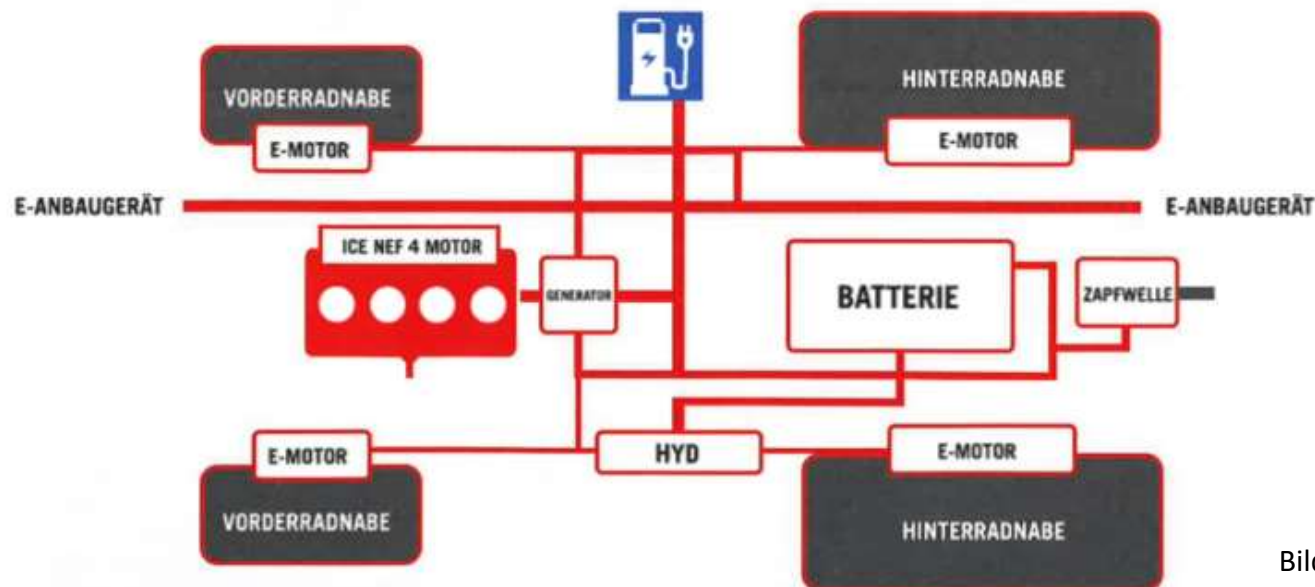 VORDERRADNABE
HINTERRADNABE
E-MOTOR
E-MOTOR
E-ANBAUGERÄT
E-ANBAUGERÄT
ICE NEF 4 MOTOR
GENERATOR
BATTERIE
ZAPFWELLE
E-MOTOR
HYD
E-MOTOR
VORDERRADNABE
HINTERRADNABE